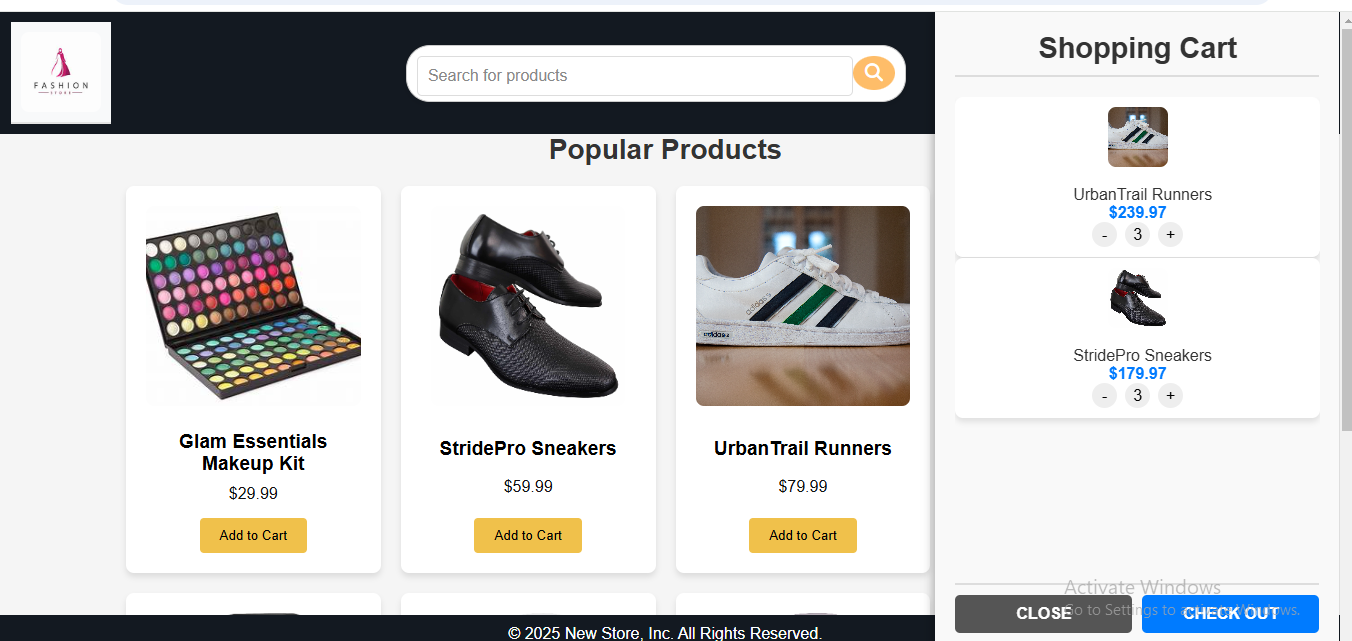 FASHION
STORE
Search for products
Popular Products
Glam Essentials
Makeup Kit
$29.99
Add to Cart
StridePro Sneakers
$59.99
Add to Cart
adidas
adidas
UrbanTrail Runners
$79.99
Add to Cart
Shopping Cart
UrbanTrail Runners
$239.97
- 3 +
StridePro Sneakers
$179.97
- 3 +
Activate Windows
Go to Settings to activate Windows.
CLOSE CHECK OUT
© 2025 New Store, Inc. All Rights Reserved.